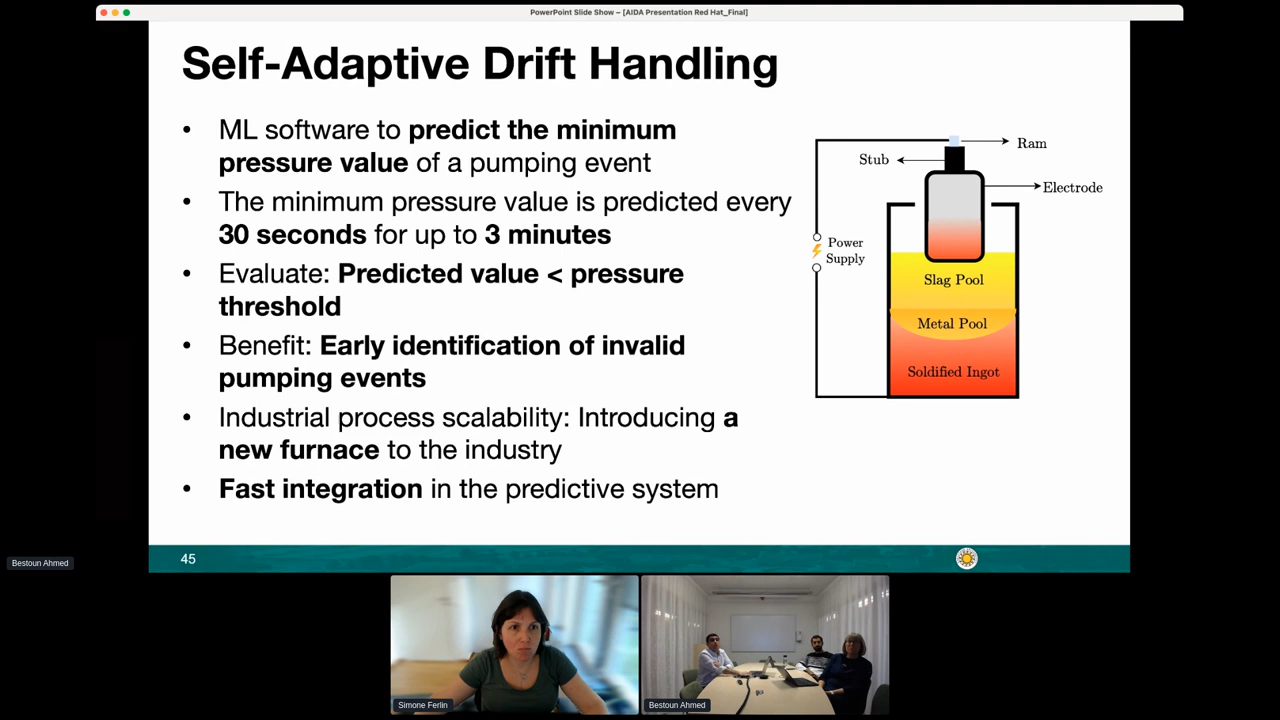 PowerPoint Slide Show – [AIDA Presentation Red Hat_Final]
Self-Adaptive Drift Handling
• ML software to predict the minimum
pressure value of a pumping event
• The minimum pressure value is predicted every
30 seconds for up to 3 minutes
• Evaluate: Predicted value < pressure
threshold
• Benefit: Early identification of invalid
pumping events
• Industrial process scalability: Introducing a
new furnace to the industry
• Fast integration in the predictive system
Ram
Stub
Electrode
Power
Supply
Slag Pool
Metal Pool
Soldified Ingot
45
Bestoun Ahmed
Simone Ferlin
Bestoun Ahmed